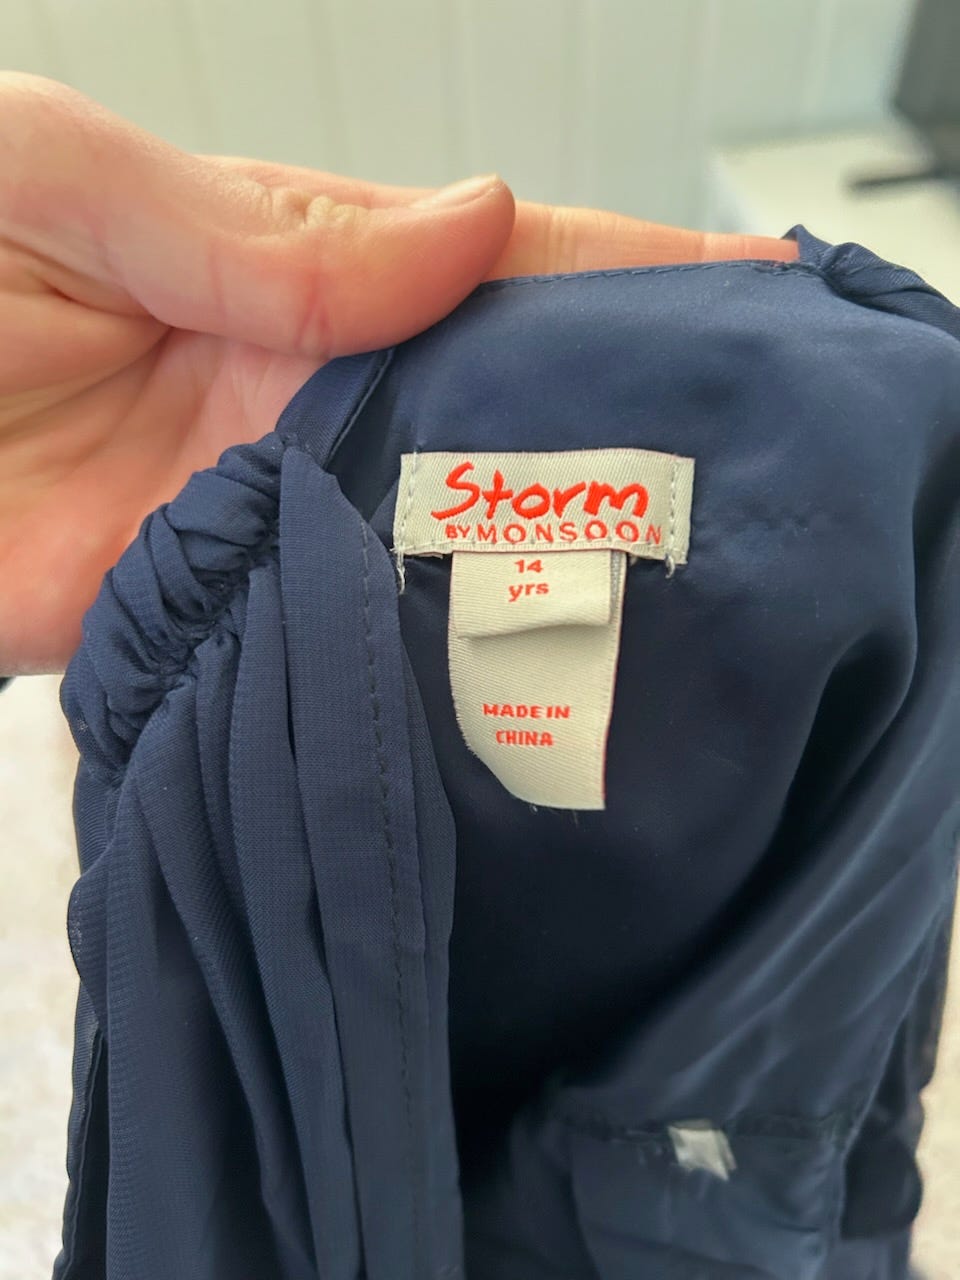 Storm
BY MONSOON
14
yrs
MADE IN
CHINA